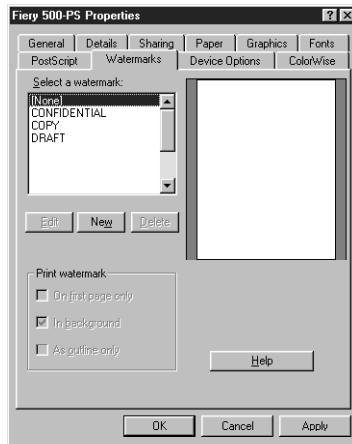 Fiery 500-PS Properties
General Details Sharing Paper Graphics Fonts
PostScript Watermarks Device Options ColorWise
Select a watermark:
[None]
CONFIDENTIAL
COPY
DRAFT
Edit New Delete
Print watermark
On first page only
In background
As outline only
Help
OK Cancel Apply